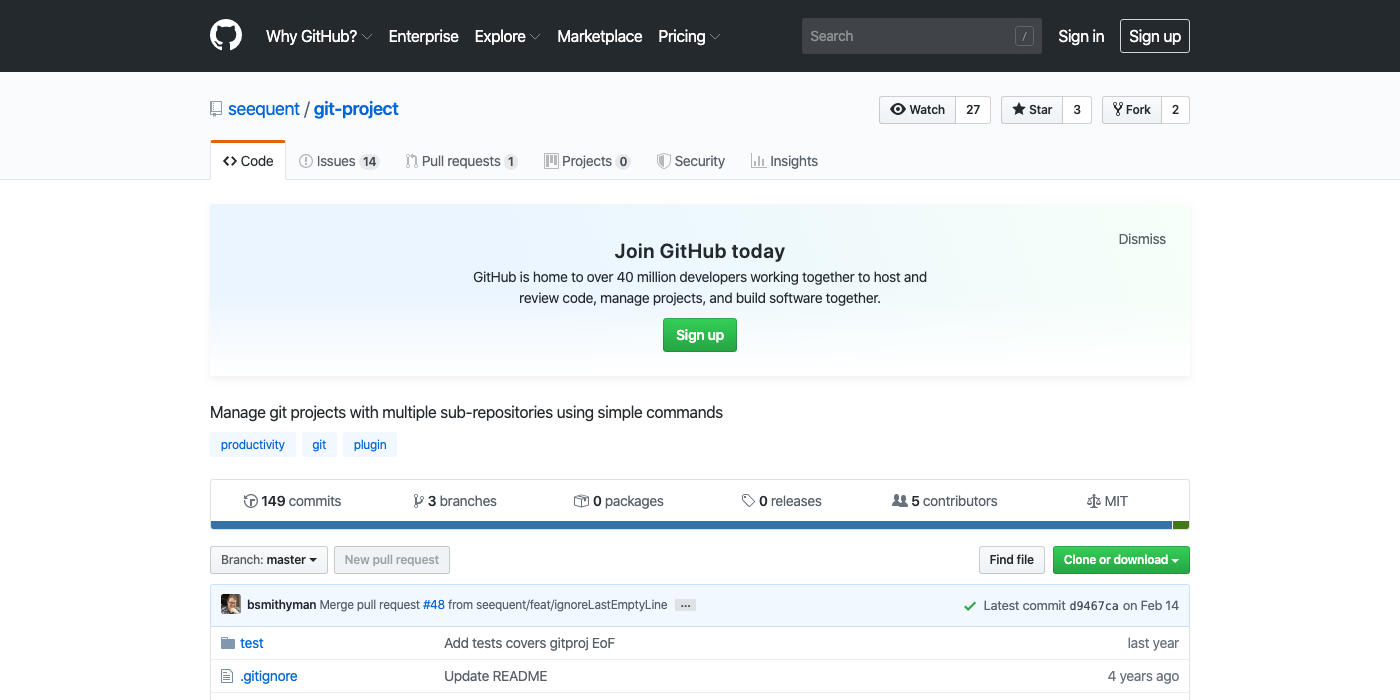 Why GitHub? Enterprise Explore Marketplace Pricing Search / Sign in Sign up
seequent / git-project Watch 27 Star 3 Fork 2
Code Issues 14 Pull requests 1 Projects 0 Security Insights
Dismiss
Join GitHub today
GitHub is home to over 40 million developers working together to host and
review code, manage projects, and build software together.
Sign up
Manage git projects with multiple sub-repositories using simple commands
productivity git plugin
149 commits 3 branches 0 packages 0 releases 5 contributors MIT
Branch: master New pull request Find file Clone or download
bsmithyman Merge pull request #48 from seequent/feat/ignoreLastEmptyLine … Latest commit d9467ca on Feb 14
test Add tests covers gitproj EoF last year
.gitignore Update README 4 years ago